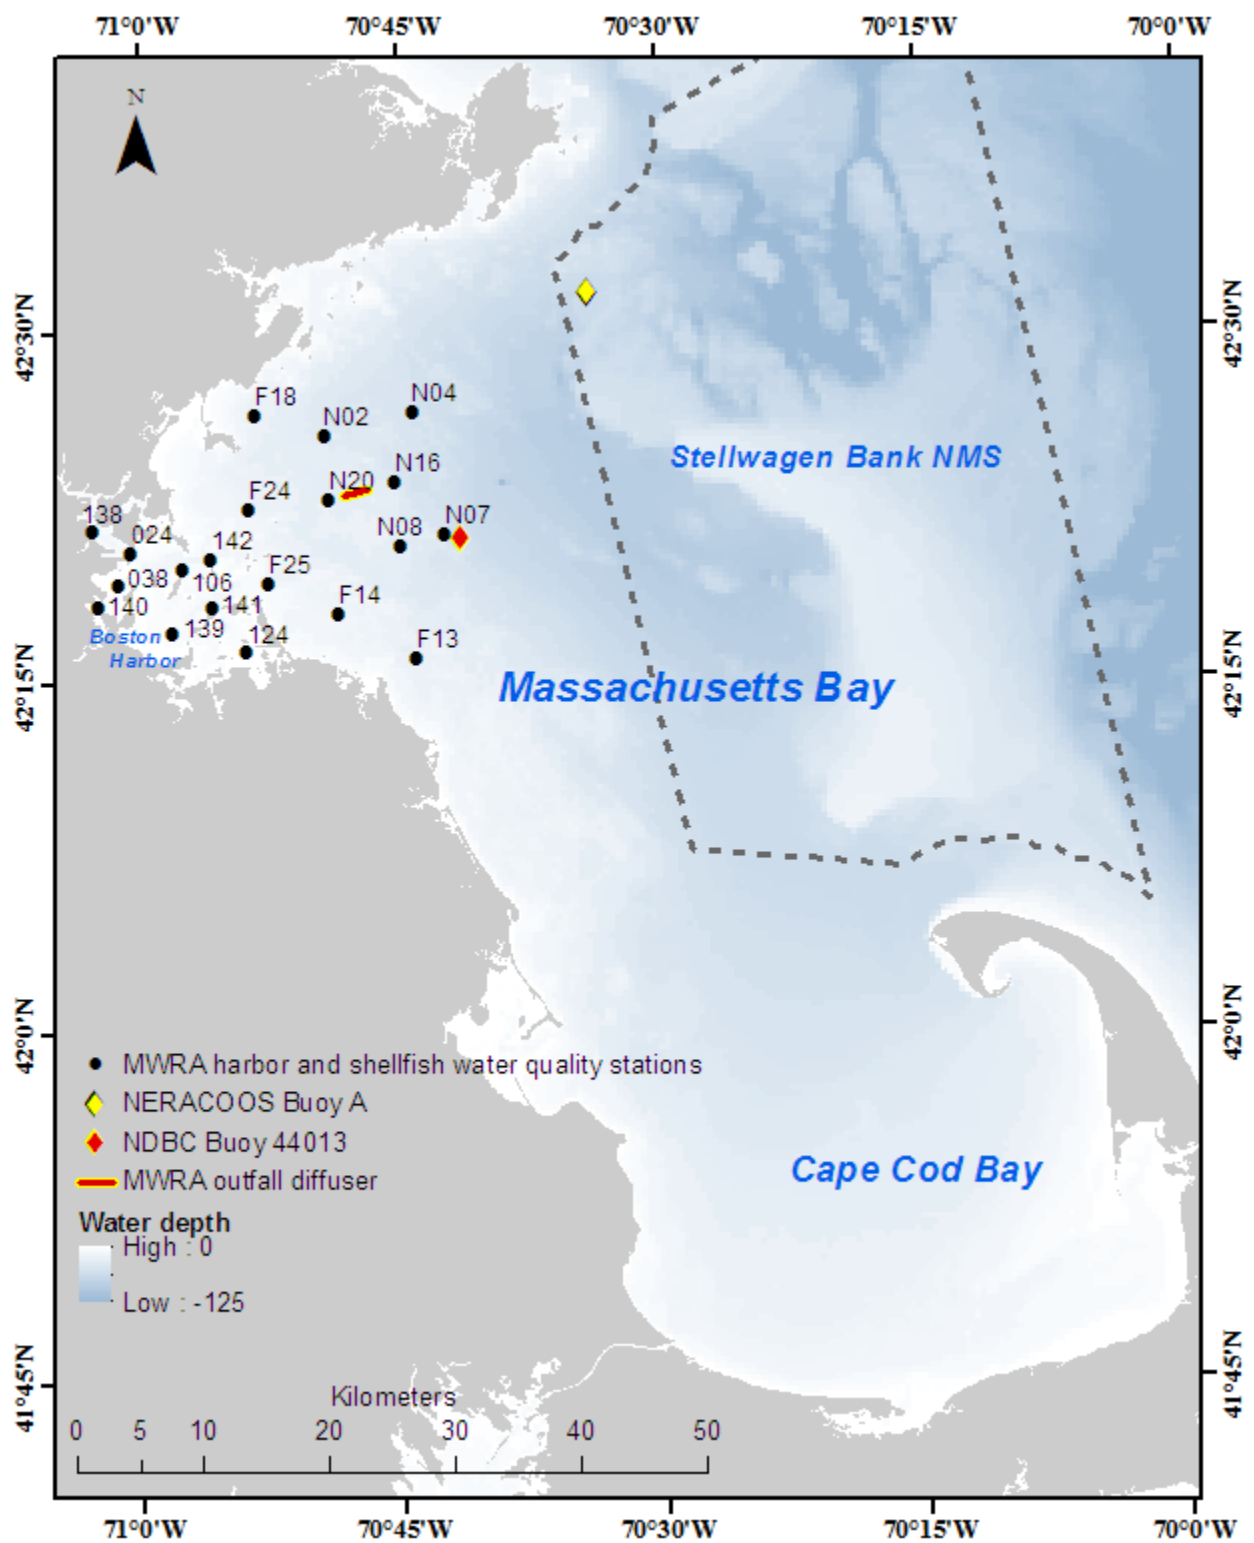 71°0'W 70°45'W 70°30'W 70°15'W 70°0'W
N
42°30'N 42°30'N
F18 N04
N02
N16
N20
F24 N07
138 024 142 N08
F25
038 106
F14
140 141
139 124 F13
Boston
Harbor
Stellwagen Bank NMS
42°15'N 42°15'N
Massachusetts Bay
42°0'N 42°0'N
MWRA harbor and shellfish water quality stations
NERACOOS Buoy A
NDBC Buoy 44013
MWRA outfall diffuser
Cape Cod Bay
Water depth
High : 0
Low : -125
41°45'N 41°45'N
Kilometers
0 5 10 20 30 40 50
71°0'W 70°45'W 70°30'W 70°15'W 70°0'W